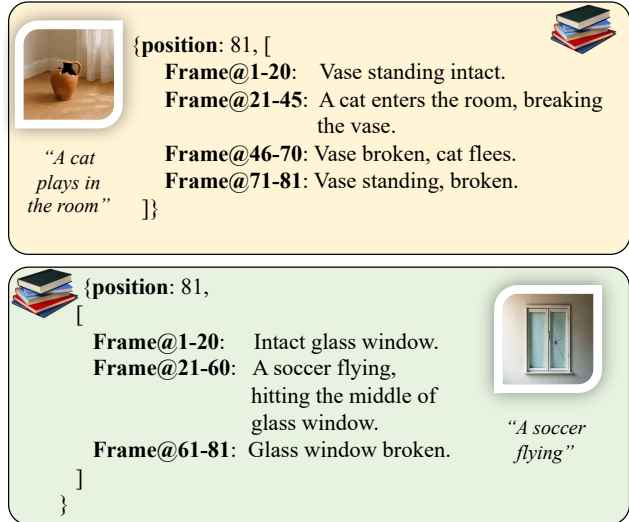 {position: 81, [
Frame@1-20: Vase standing intact.
Frame@21-45: A cat enters the room, breaking
the vase.
Frame@46-70: Vase broken, cat flees.
Frame@71-81: Vase standing, broken.
]}
“A cat
plays in
the room”
{position: 81,
[
Frame@1-20: Intact glass window.
Frame@21-60: A soccer flying,
hitting the middle of
glass window.
Frame@61-81: Glass window broken.
]
}
“A soccer
flying”